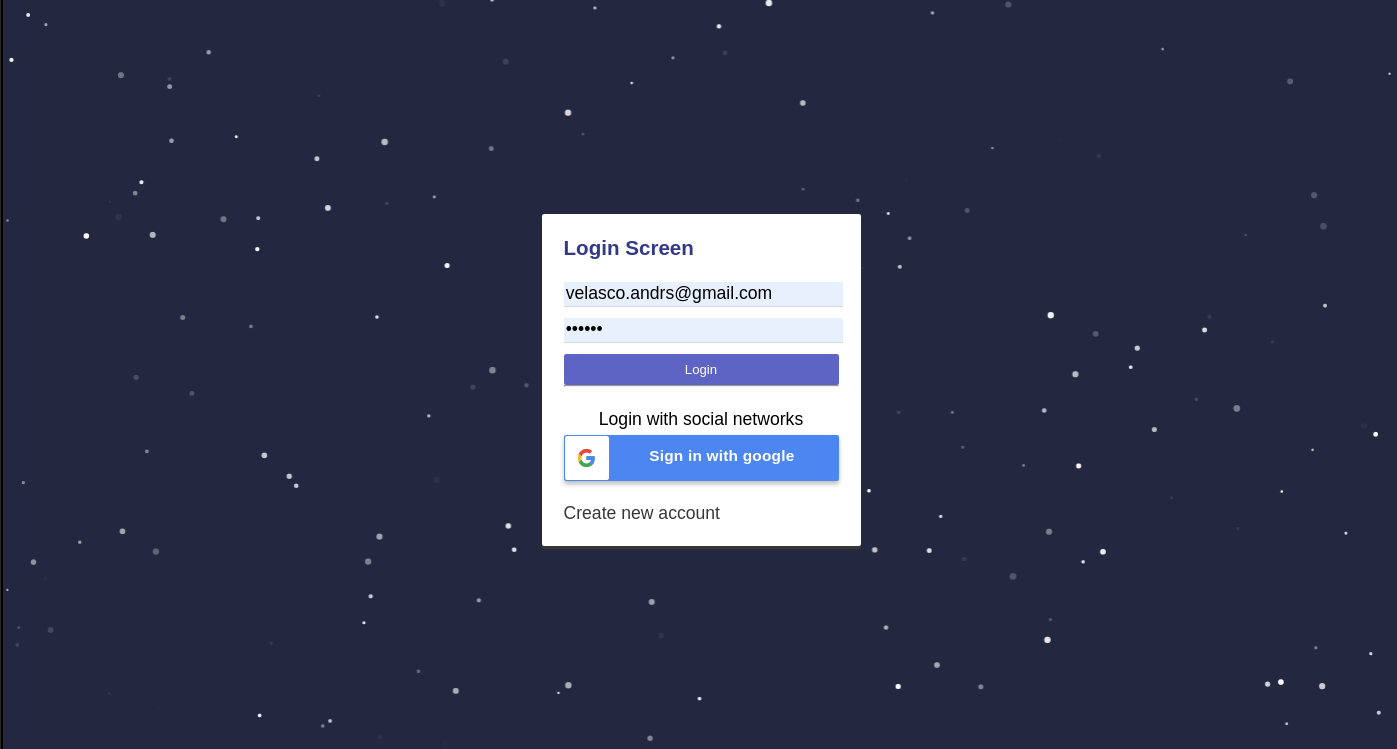 Login Screen
velasco.andrs@gmail.com
••••••
Login
Login with social networks
Sign in with google
Create new account